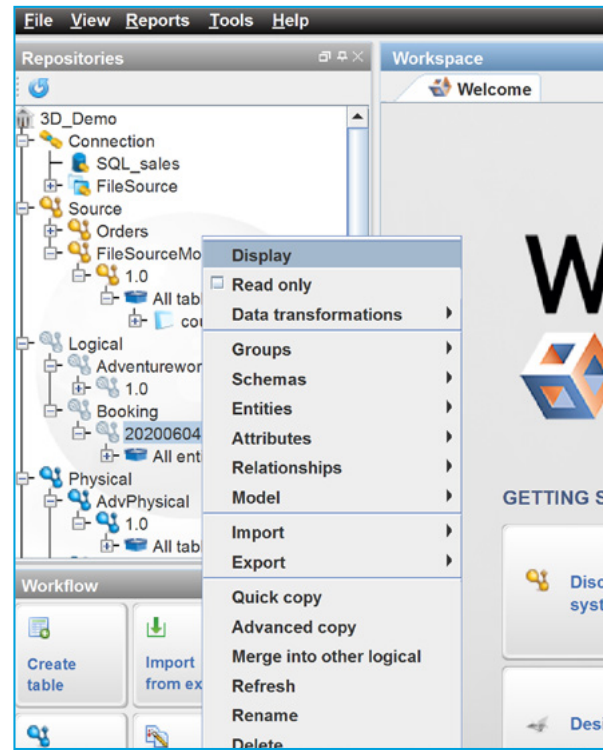 File View Reports Tools Help
Repositories
Workspace
Welcome
3D_Demo
Connection
SQL_sales
FileSource
Source
Orders
FileSourceMo
1.0
All tabl
cou
Logical
Adventurewor
1.0
Booking
20200604
All ent
Physical
AdvPhysical
1.0
All tabl
Display
Read only
Data transformations
Groups
Schemas
Entities
Attributes
Relationships
Model
Import
Export
Quick copy
Advanced copy
Merge into other logical
Refresh
Rename
Delete
W
GETTING S
Disc
syst
Des
Workflow
Create
table
Import
from ex